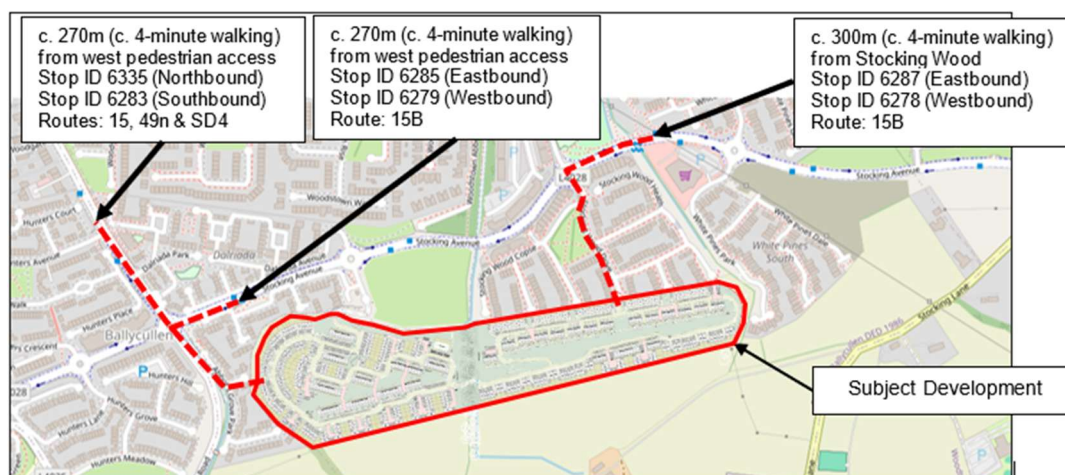 c. 270m (c. 4-minute walking)
from west pedestrian access
Stop ID 6335 (Northbound)
Stop ID 6283 (Southbound)
Routes: 15, 49n & SD4
c. 270m (c. 4-minute walking)
from west pedestrian access
Stop ID 6285 (Eastbound)
Stop ID 6279 (Westbound)
Route: 15B
c. 300m (c. 4-minute walking)
from Stocking Wood
Stop ID 6287 (Eastbound)
Stop ID 6278 (Westbound)
Route: 15B
Hunters Court
Dalriada Park
Dalriada
Stocking Avenue
Stocking Avenue
Stocking Avenue
Stocking Wood Copse
White Pines Park
White Pines Dale
White Pines
South
Stocking Lane
Hunters Place
Ballycullen
P
Hunters Hill
Hunters Lane
Hunters Grove
Hunters Meadow
Subject Development